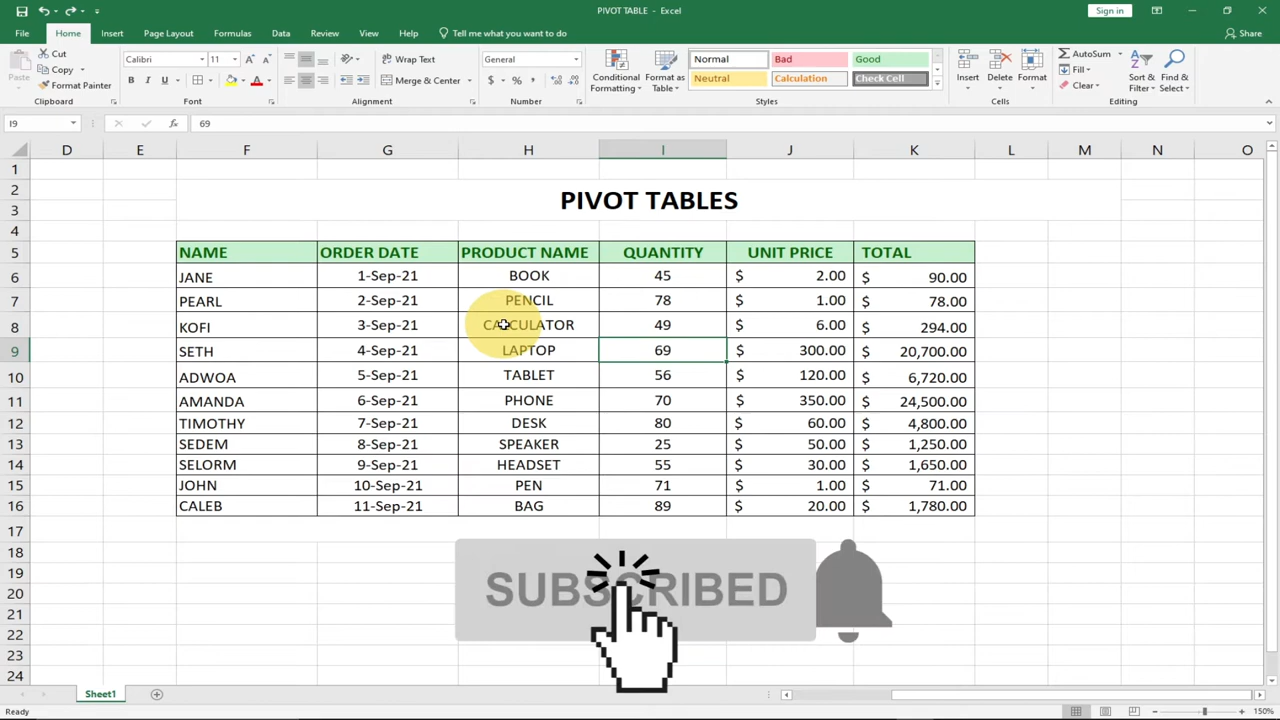 PIVOT TABLE - Excel
Sign in
File Home Insert Page Layout Formulas Data Review View Help Tell me what you want to do Share
Paste
Cut
Copy
Format Painter
Calibri 11
B I U
Wrap Text
Merge & Center
General
$ % ,
Conditional Formatting
Format as Table
Normal Bad Good
Neutral Calculation Check Cell
Insert Delete Format
AutoSum
Fill
Clear
Sort & Filter
Find & Select
Clipboard Font Alignment Number Styles Cells Editing
I9 fx 69
D E F G H I J K L M N O
1
2
PIVOT TABLES
3
4
5 NAME ORDER DATE PRODUCT NAME QUANTITY UNIT PRICE TOTAL
6 JANE 1-Sep-21 BOOK 45 $ 2.00 $ 90.00
7 PEARL 2-Sep-21 PENCIL 78 $ 1.00 $ 78.00
8 KOFI 3-Sep-21 CALCULATOR 49 $ 6.00 $ 294.00
9 SETH 4-Sep-21 LAPTOP 69 $ 300.00 $ 20,700.00
10 ADWOA 5-Sep-21 TABLET 56 $ 120.00 $ 6,720.00
11 AMANDA 6-Sep-21 PHONE 70 $ 350.00 $ 24,500.00
12 TIMOTHY 7-Sep-21 DESK 80 $ 60.00 $ 4,800.00
13 SEDEM 8-Sep-21 SPEAKER 25 $ 50.00 $ 1,250.00
14 SELORM 9-Sep-21 HEADSET 55 $ 30.00 $ 1,650.00
15 JOHN 10-Sep-21 PEN 71 $ 1.00 $ 71.00
16 CALEB 11-Sep-21 BAG 89 $ 20.00 $ 1,780.00
17
18
19
20
SUBSCRIBED
21
22
23
24
Sheet1
Ready
150%